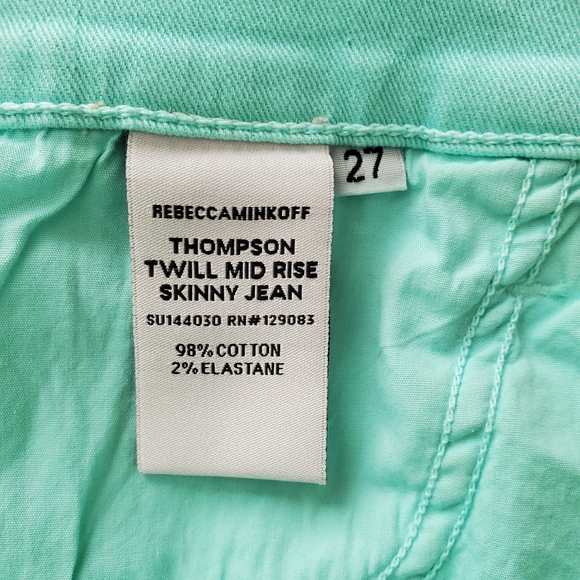 27
REBECCAMINKOFF
THOMPSON
TWILL MID RISE
SKINNY JEAN
SU144030 RN#129083
98% COTTON
2% ELASTANE